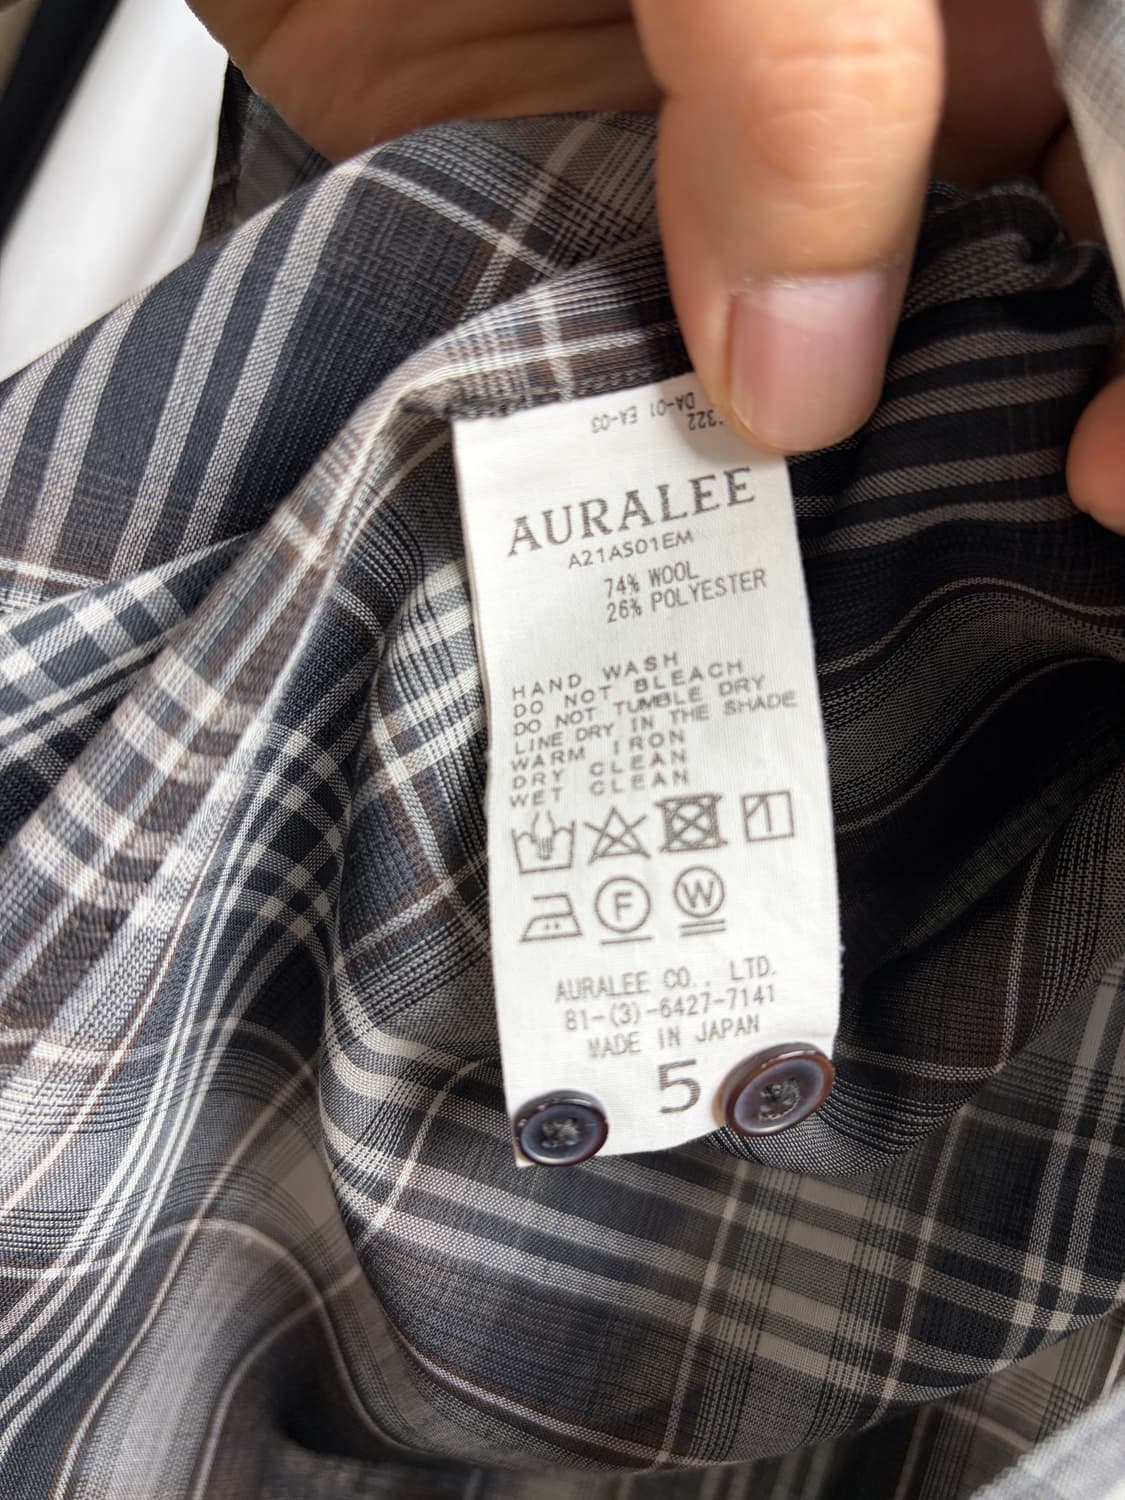 322 DA-01 EA-03
AURALEE
A21AS01EM
74% WOOL
26% POLYESTER
HAND WASH
DO NOT BLEACH
DO NOT TUMBLE DRY
LINE DRY IN THE SHADE
WARM IRON
DRY CLEAN
WET CLEAN
F W
AURALEE CO., LTD.
81-(3)-6427-7141
MADE IN JAPAN
5